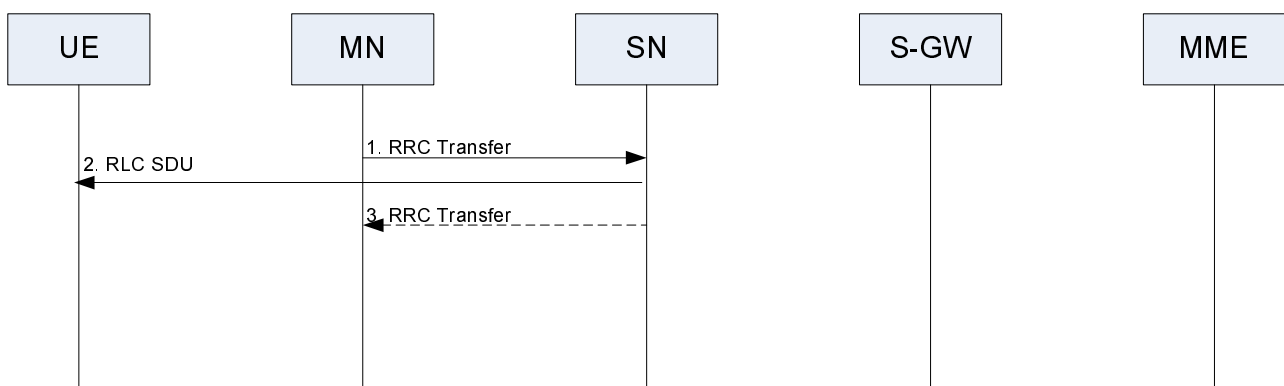 UE
MN
SN
S-GW
MME
1. RRC Transfer
2. RLC SDU
3. RRC Transfer